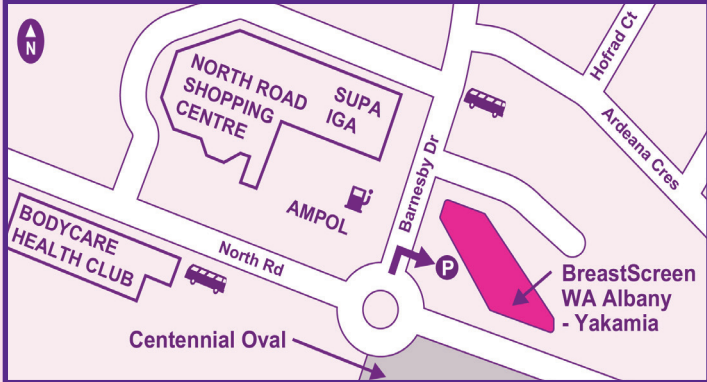 N
NORTH ROAD
SHOPPING
CENTRE
SUPA
IGA
AMPOL
Barnesby Dr
Hofrad Ct
Ardeana Cres
BODYCARE
HEALTH CLUB
North Rd
P
BreastScreen
WA Albany
- Yakamia
Centennial Oval